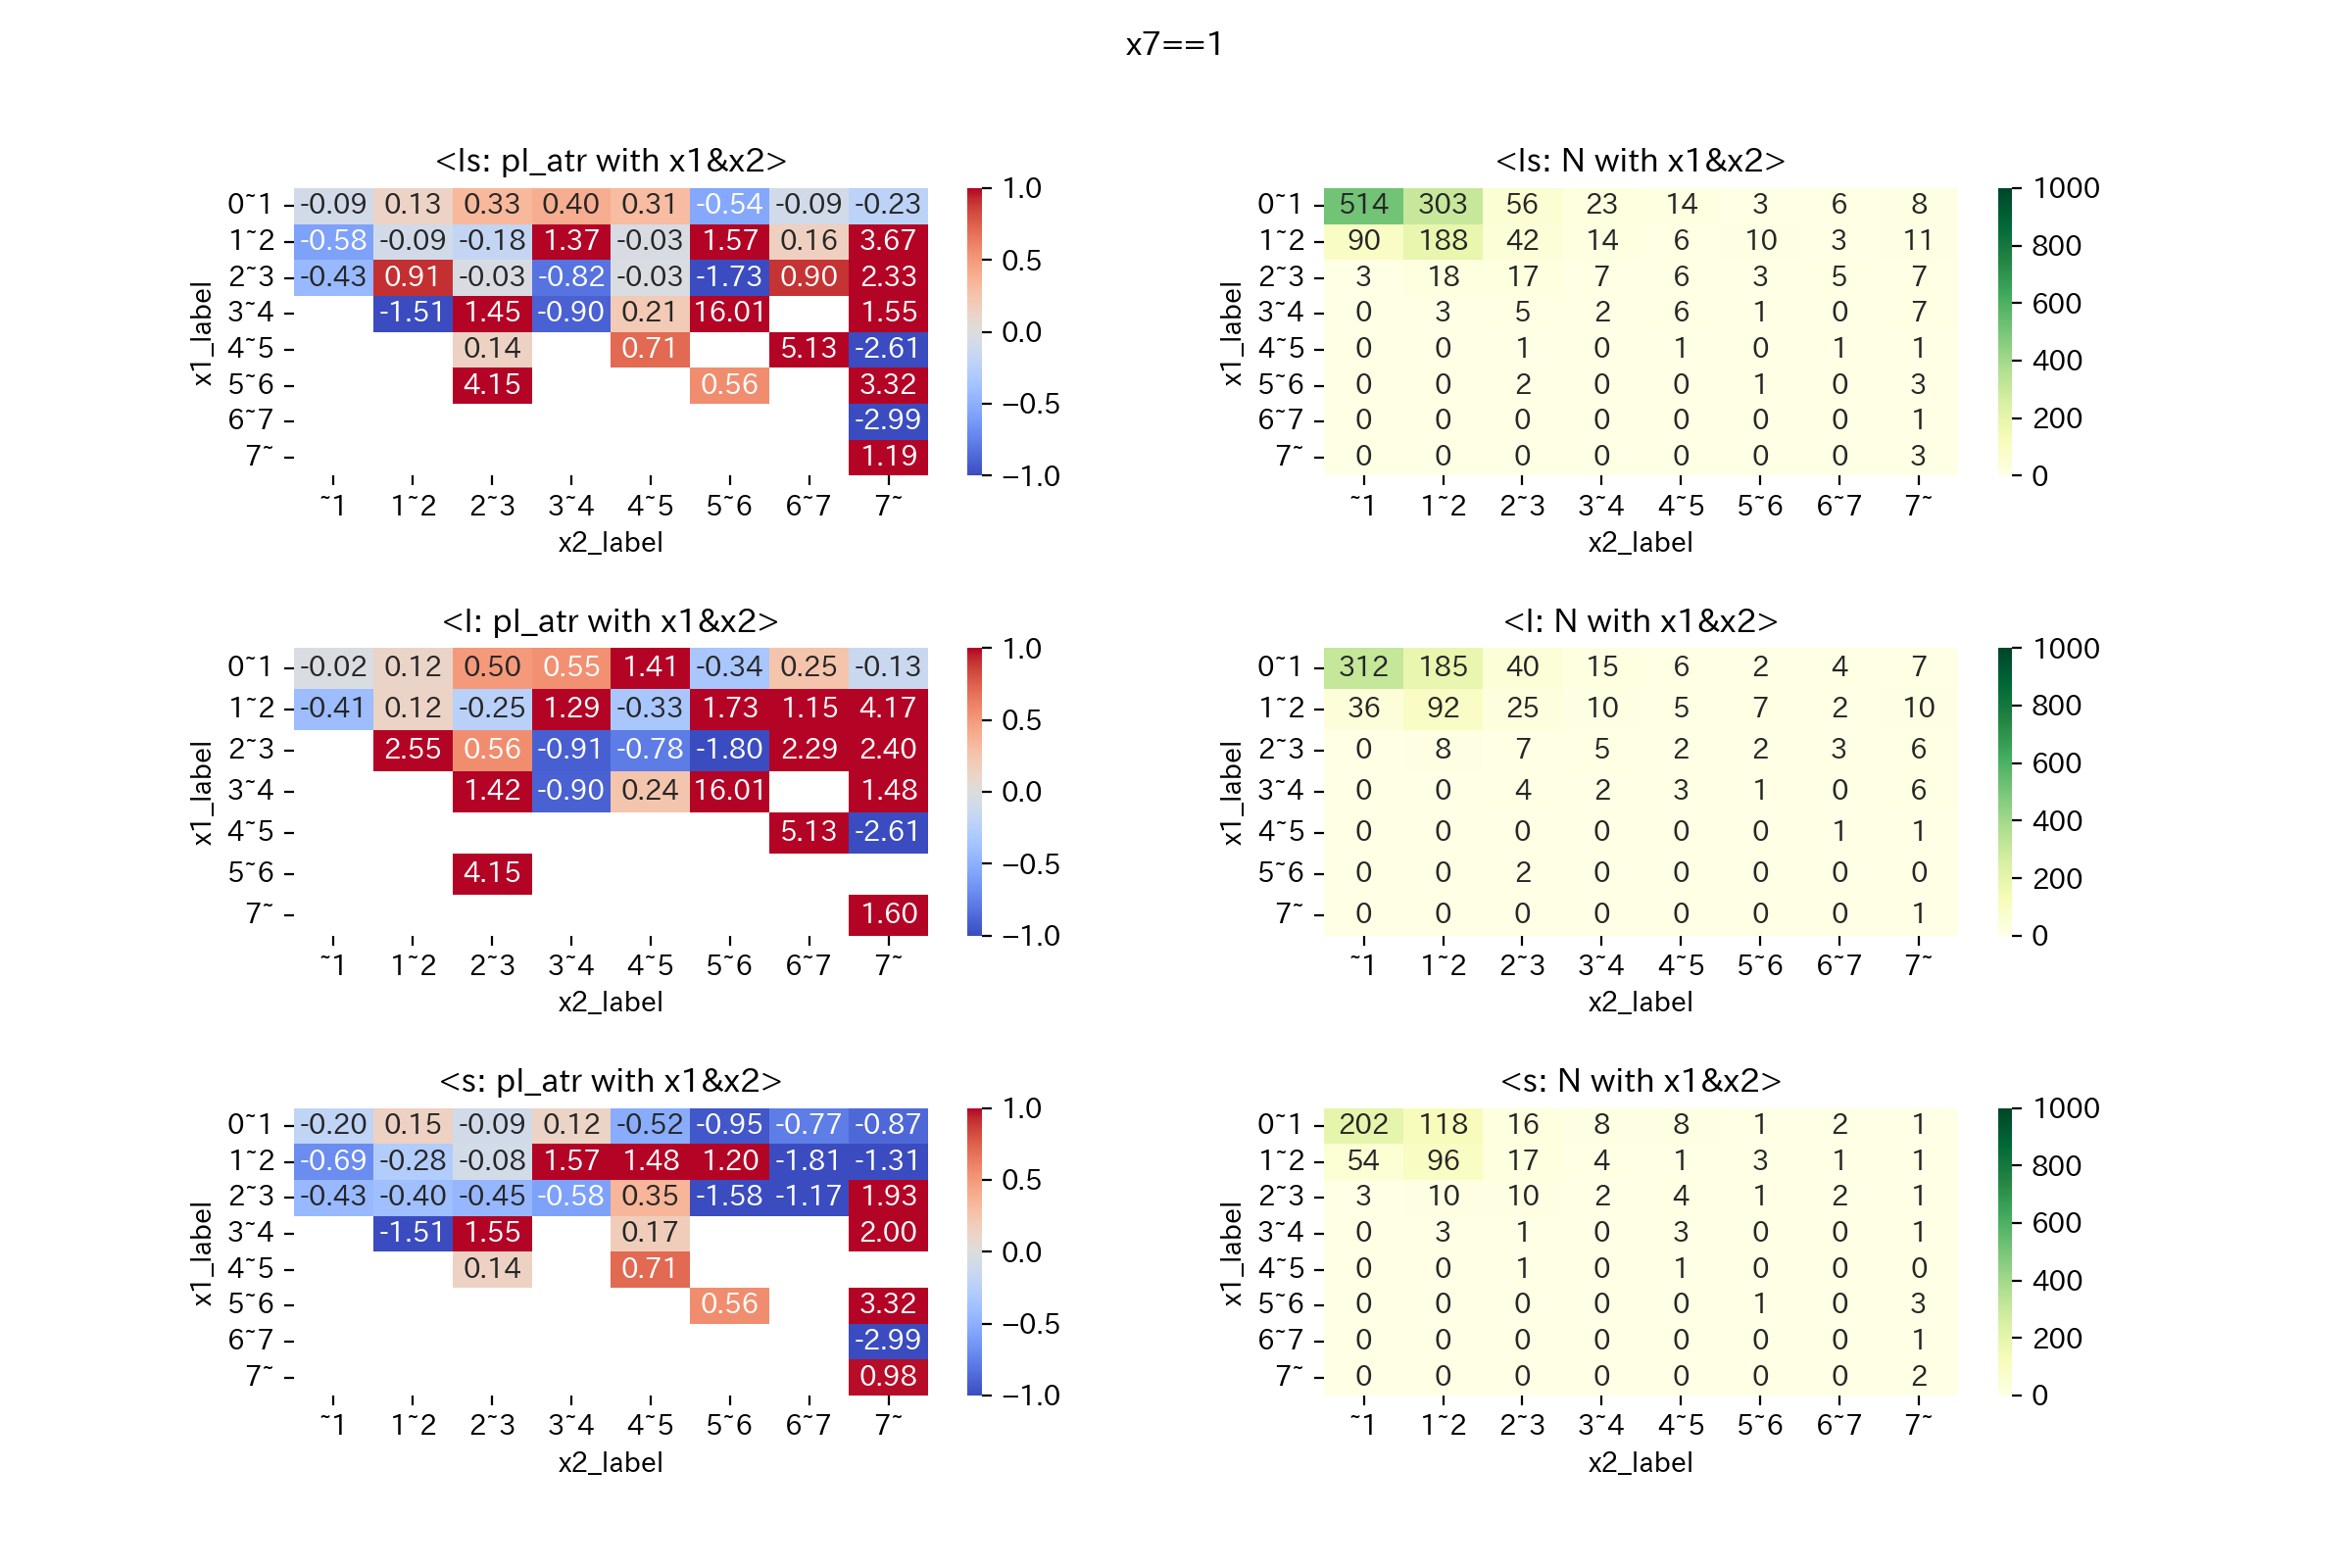 x7==1
<ls: pl_atr with x1&x2>
0~1 -0.09 0.13 0.33 0.40 0.31 -0.54 -0.09 -0.23
1~2 -0.58 -0.09 -0.18 1.37 -0.03 1.57 0.16 3.67
2~3 -0.43 0.91 -0.03 -0.82 -0.03 -1.73 0.90 2.33
3~4 -1.51 1.45 -0.90 0.21 16.01 1.55
4~5 0.14 0.71 5.13 -2.61
5~6 4.15 0.56 3.32
6~7 -2.99
7~ 1.19
~1 1~2 2~3 3~4 4~5 5~6 6~7 7~
x2_label
x1_label
1.0
0.5
0.0
−0.5
−1.0
<ls: N with x1&x2>
0~1 514 303 56 23 14 3 6 8
1~2 90 188 42 14 6 10 3 11
2~3 3 18 17 7 6 3 5 7
3~4 0 3 5 2 6 1 0 7
4~5 0 0 1 0 1 0 1 1
5~6 0 0 2 0 0 1 0 3
6~7 0 0 0 0 0 0 0 1
7~ 0 0 0 0 0 0 0 3
~1 1~2 2~3 3~4 4~5 5~6 6~7 7~
x2_label
x1_label
1000
800
600
400
200
0
<l: pl_atr with x1&x2>
0~1 -0.02 0.12 0.50 0.55 1.41 -0.34 0.25 -0.13
1~2 -0.41 0.12 -0.25 1.29 -0.33 1.73 1.15 4.17
2~3 2.55 0.56 -0.91 -0.78 -1.80 2.29 2.40
3~4 1.42 -0.90 0.24 16.01 1.48
4~5 5.13 -2.61
5~6 4.15
7~ 1.60
~1 1~2 2~3 3~4 4~5 5~6 6~7 7~
x2_label
x1_label
1.0
0.5
0.0
−0.5
−1.0
<l: N with x1&x2>
0~1 312 185 40 15 6 2 4 7
1~2 36 92 25 10 5 7 2 10
2~3 0 8 7 5 2 2 3 6
3~4 0 0 4 2 3 1 0 6
4~5 0 0 0 0 0 0 1 1
5~6 0 0 2 0 0 0 0 0
7~ 0 0 0 0 0 0 0 1
~1 1~2 2~3 3~4 4~5 5~6 6~7 7~
x2_label
x1_label
1000
800
600
400
200
0
<s: pl_atr with x1&x2>
0~1 -0.20 0.15 -0.09 0.12 -0.52 -0.95 -0.77 -0.87
1~2 -0.69 -0.28 -0.08 1.57 1.48 1.20 -1.81 -1.31
2~3 -0.43 -0.40 -0.45 -0.58 0.35 -1.58 -1.17 1.93
3~4 -1.51 1.55 0.17 2.00
4~5 0.14 0.71
5~6 0.56 3.32
6~7 -2.99
7~ 0.98
~1 1~2 2~3 3~4 4~5 5~6 6~7 7~
x2_label
x1_label
1.0
0.5
0.0
−0.5
−1.0
<s: N with x1&x2>
0~1 202 118 16 8 8 1 2 1
1~2 54 96 17 4 1 3 1 1
2~3 3 10 10 2 4 1 2 1
3~4 0 3 1 0 3 0 0 1
4~5 0 0 1 0 1 0 0 0
5~6 0 0 0 0 0 1 0 3
6~7 0 0 0 0 0 0 0 1
7~ 0 0 0 0 0 0 0 2
~1 1~2 2~3 3~4 4~5 5~6 6~7 7~
x2_label
x1_label
1000
800
600
400
200
0